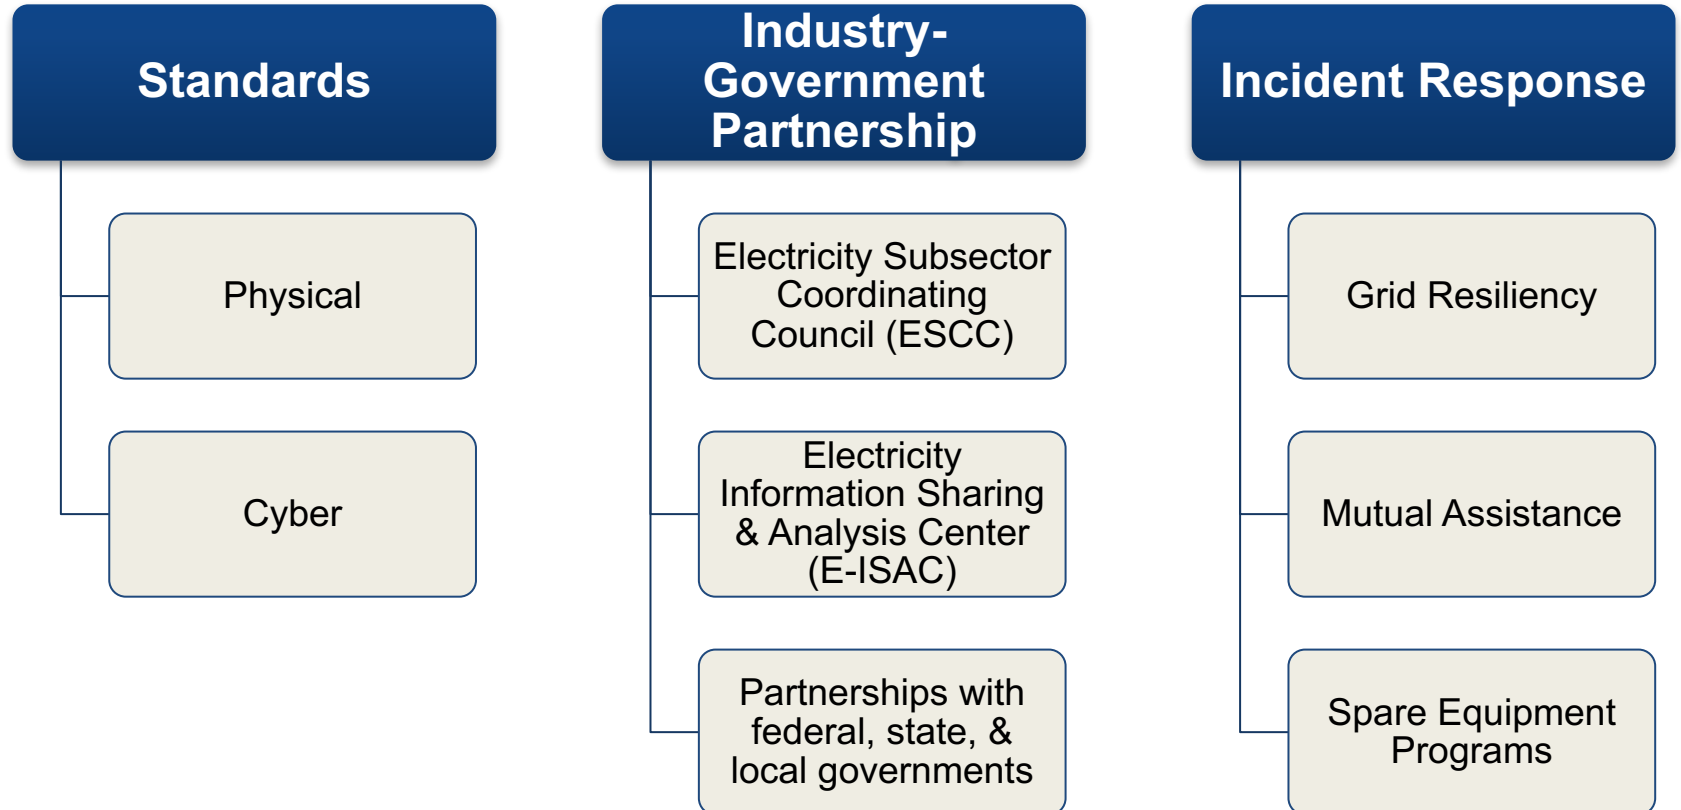 Standards
Physical
Cyber
Industry-
Government
Partnership
Electricity Subsector
Coordinating
Council (ESCC)
Electricity
Information Sharing
& Analysis Center
(E-ISAC)
Partnerships with
federal, state, &
local governments
Incident Response
Grid Resiliency
Mutual Assistance
Spare Equipment
Programs